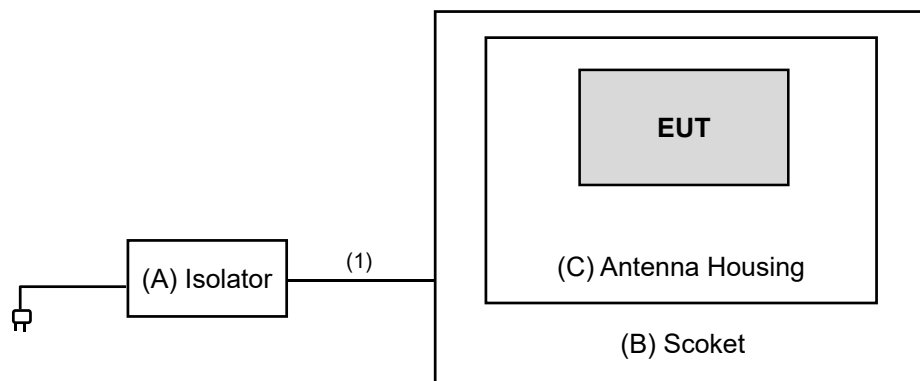 EUT
(C) Antenna Housing
(A) Isolator
(1)
(B) Scoket